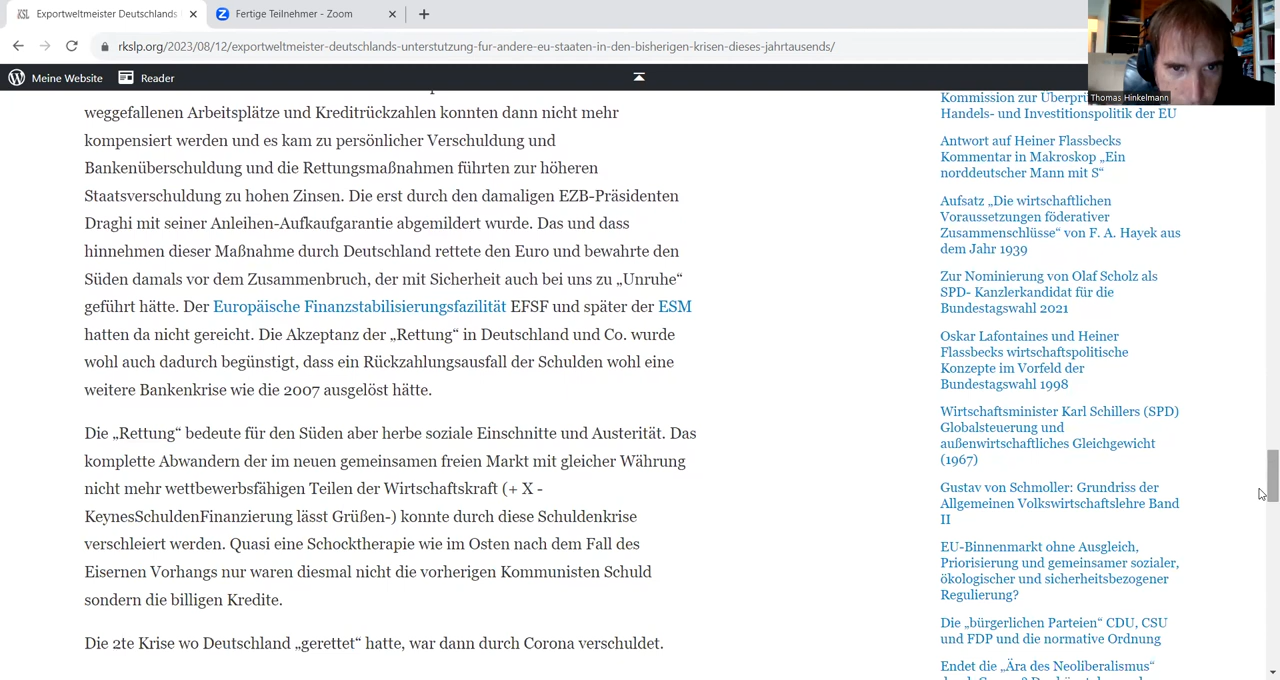 Exportweltmeister Deutschlands
Fertige Teilnehmer - Zoom
rkslp.org/2023/08/12/exportweltmeister-deutschlands-unterstutzung-fur-andere-eu-staaten-in-den-bisherigen-krisen-dieses-jahrtausends/
Meine Website
Reader
Thomas Hinkelmann
weggefallenen Arbeitsplätze und Kreditrückzahlen konnten dann nicht mehr
kompensiert werden und es kam zu persönlicher Verschuldung und
Bankenüberschuldung und die Rettungsmaßnahmen führten zur höheren
Staatsverschuldung zu hohen Zinsen. Die erst durch den damaligen EZB-Präsidenten
Draghi mit seiner Anleihen-Aufkaufgarantie abgemildert wurde. Das und dass
hinnehmen dieser Maßnahme durch Deutschland rettete den Euro und bewahrte den
Süden damals vor dem Zusammenbruch, der mit Sicherheit auch bei uns zu „Unruhe“
geführt hätte. Der Europäische Finanzstabilisierungsfazilität EFSF und später der ESM
hatten da nicht gereicht. Die Akzeptanz der „Rettung“ in Deutschland und Co. wurde
wohl auch dadurch begünstigt, dass ein Rückzahlungsausfall der Schulden wohl eine
weitere Bankenkrise wie die 2007 ausgelöst hätte.
Die „Rettung“ bedeute für den Süden aber herbe soziale Einschnitte und Austerität. Das
komplette Abwandern der im neuen gemeinsamen freien Markt mit gleicher Währung
nicht mehr wettbewerbsfähigen Teilen der Wirtschaftskraft (+ X -
KeynesSchuldenFinanzierung lässt Grüßen-) konnte durch diese Schuldenkrise
verschleiert werden. Quasi eine Schocktherapie wie im Osten nach dem Fall des
Eisernen Vorhangs nur waren diesmal nicht die vorherigen Kommunisten Schuld
sondern die billigen Kredite.
Die 2te Krise wo Deutschland „gerettet“ hatte, war dann durch Corona verschuldet.
Kommission zur Überprü
Handels- und Investitionspolitik der EU
Antwort auf Heiner Flassbecks
Kommentar in Makroskop „Ein
norddeutscher Mann mit S“
Aufsatz „Die wirtschaftlichen
Voraussetzungen föderativer
Zusammenschlüsse“ von F. A. Hayek aus
dem Jahr 1939
Zur Nominierung von Olaf Scholz als
SPD- Kanzlerkandidat für die
Bundestagswahl 2021
Oskar Lafontaines und Heiner
Flassbecks wirtschaftspolitische
Konzepte im Vorfeld der
Bundestagswahl 1998
Wirtschaftsminister Karl Schillers (SPD)
Globalsteuerung und
außenwirtschaftliches Gleichgewicht
(1967)
Gustav von Schmoller: Grundriss der
Allgemeinen Volkswirtschaftslehre Band
II
EU-Binnenmarkt ohne Ausgleich,
Priorisierung und gemeinsamer sozialer,
ökologischer und sicherheitsbezogener
Regulierung?
Die „bürgerlichen Parteien“ CDU, CSU
und FDP und die normative Ordnung
Endet die „Ära des Neoliberalismus“